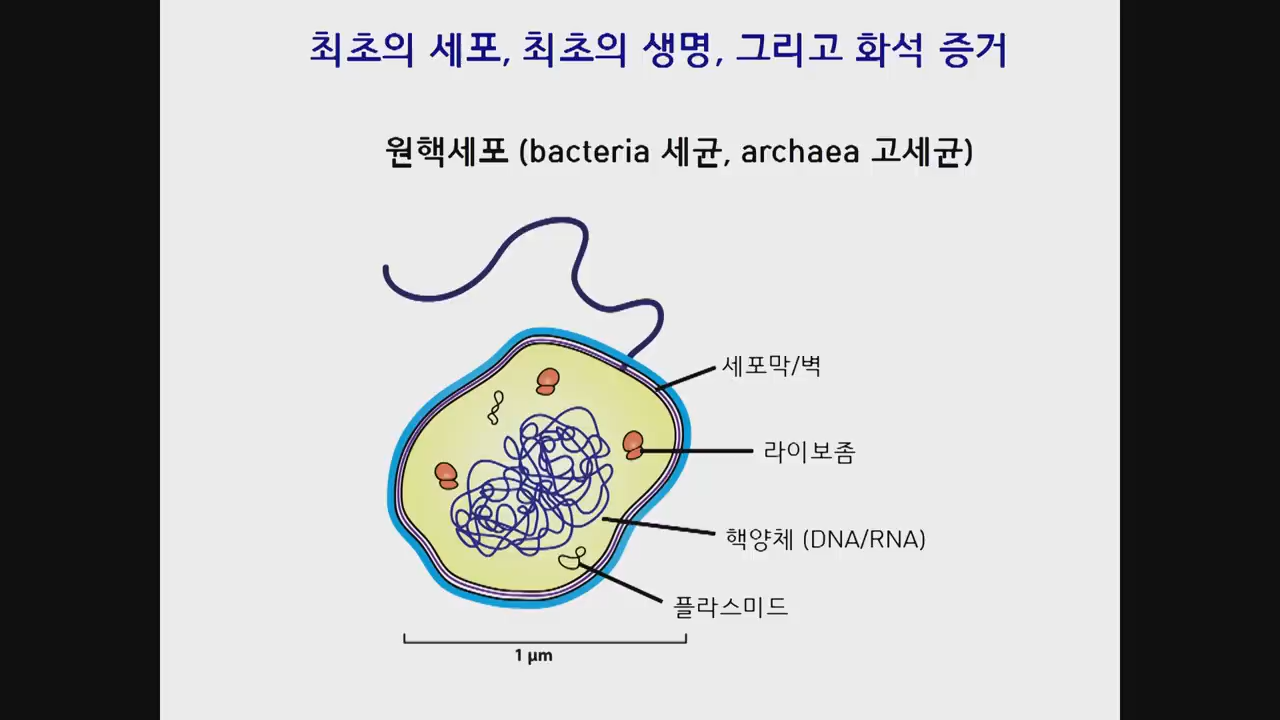 최초의 세포, 최초의 생명, 그리고 화석 증거
원핵세포 (bacteria 세균, archaea 고세균)
세포막/벽
라이보좀
핵양체 (DNA/RNA)
플라스미드
1 µm